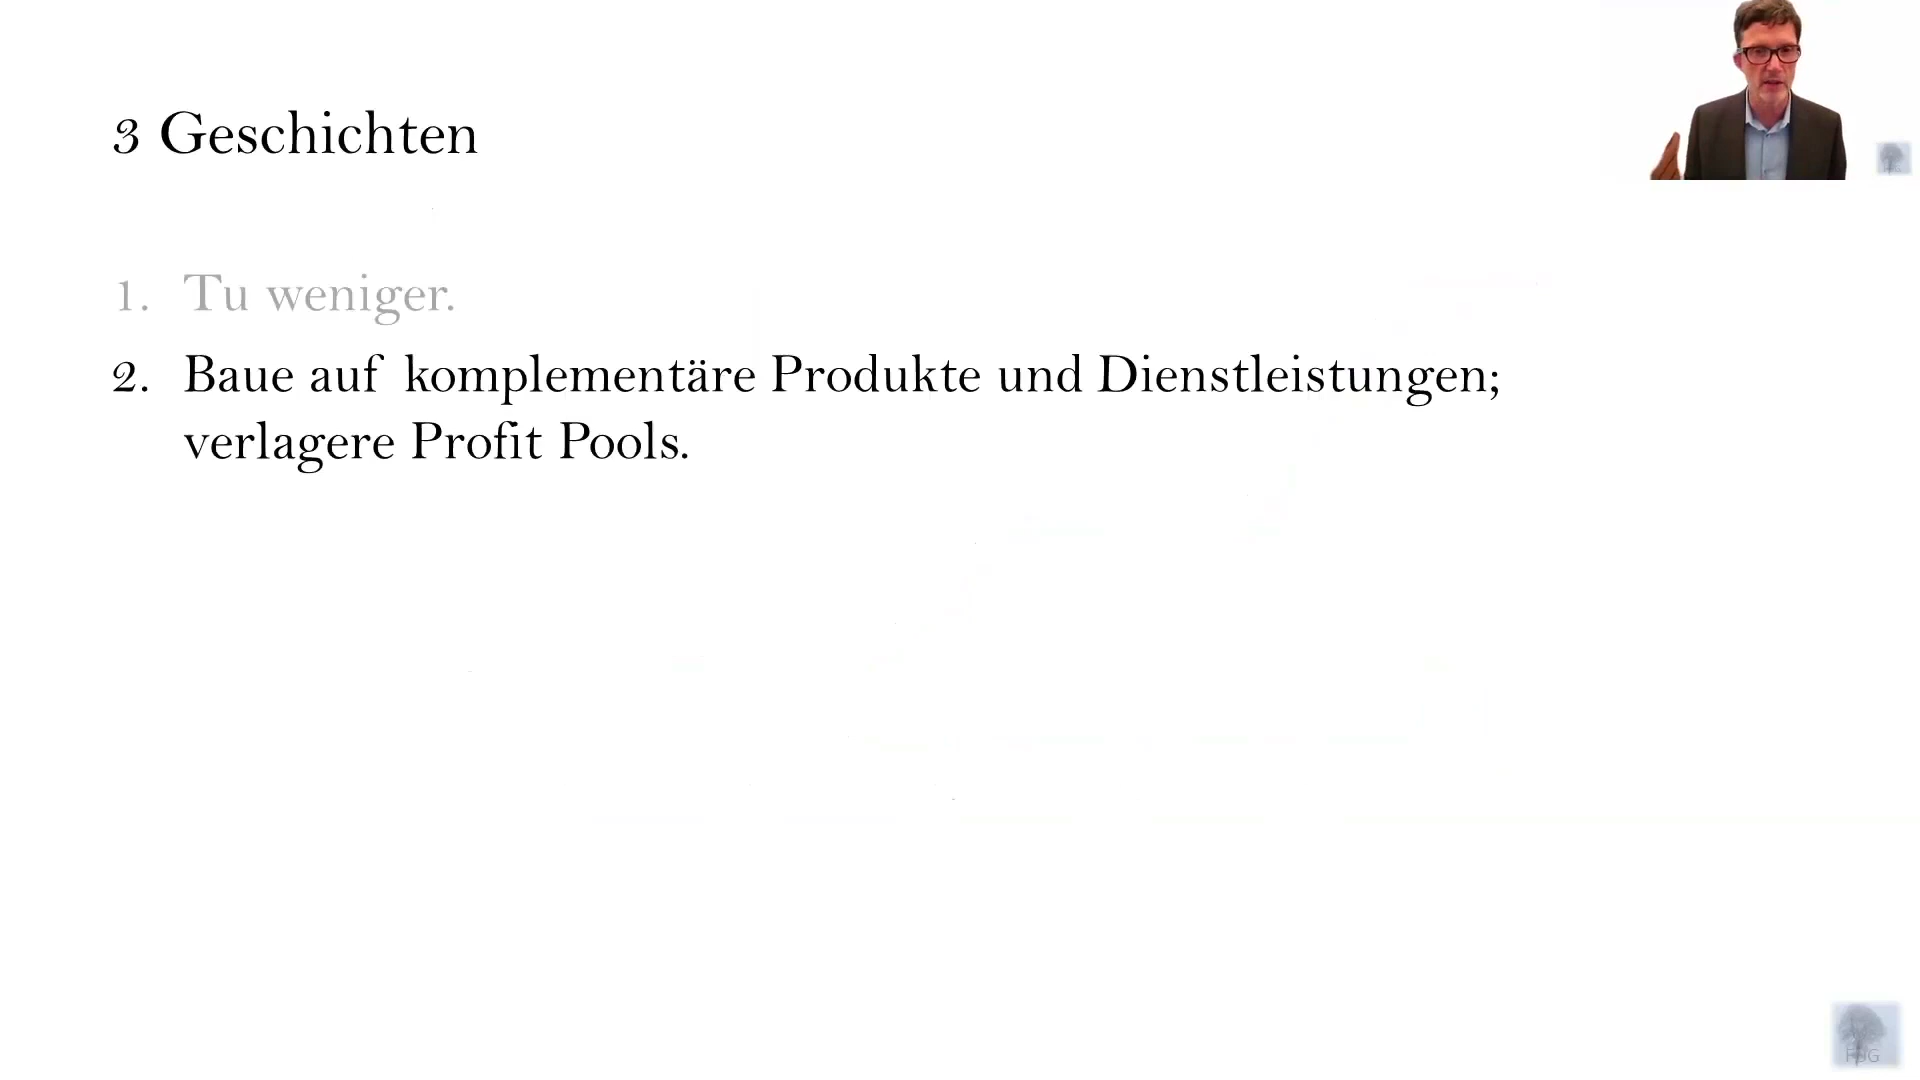 3 Geschichten
1. Tu weniger.
2. Baue auf komplementäre Produkte und Dienstleistungen;
verlagere Profit Pools.